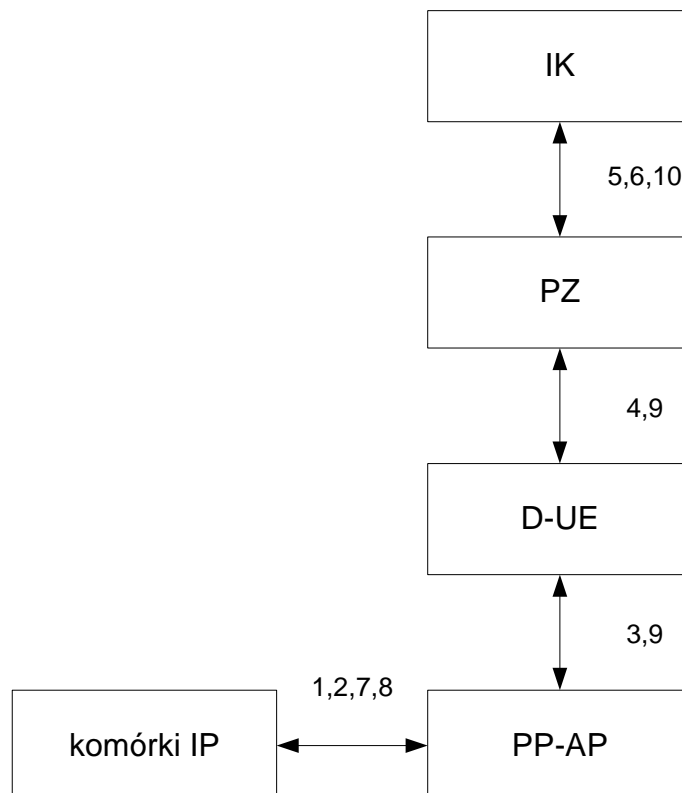 IK
5,6,10
PZ
4,9
D-UE
3,9
1,2,7,8
komórki IP
PP-AP